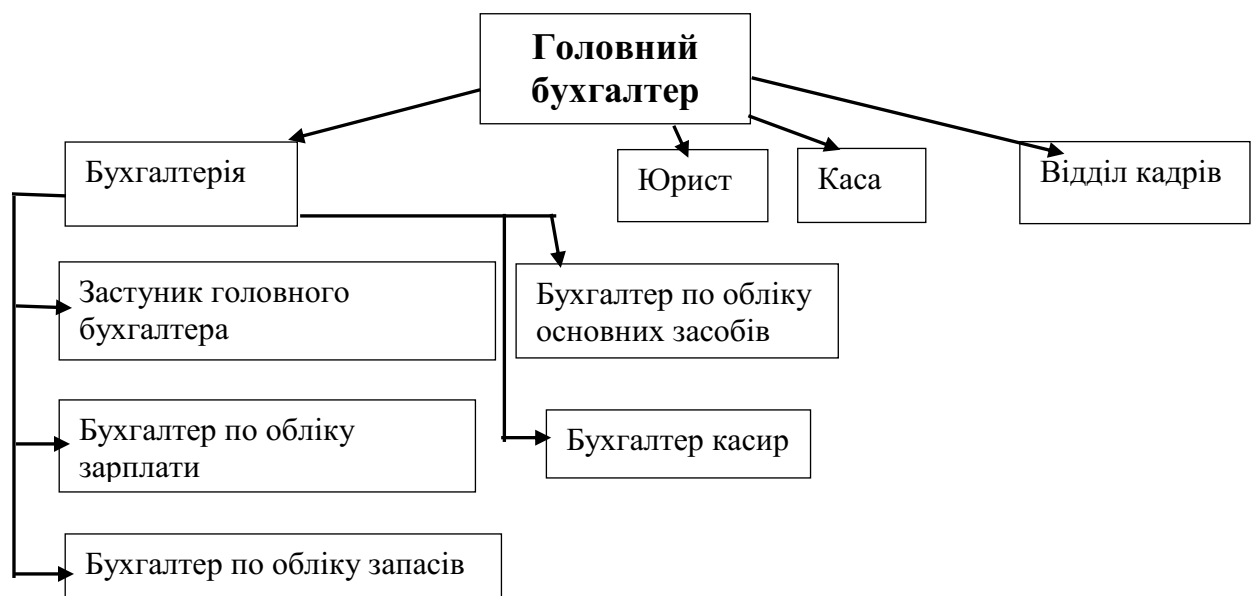 Головний
бухгалтер
Бухгалтерія
Юрист
Каса
Відділ кадрів
Застуник головного
бухгалтера
Бухгалтер по обліку
основних засобів
Бухгалтер по обліку
зарплати
Бухгалтер касир
Бухгалтер по обліку запасів